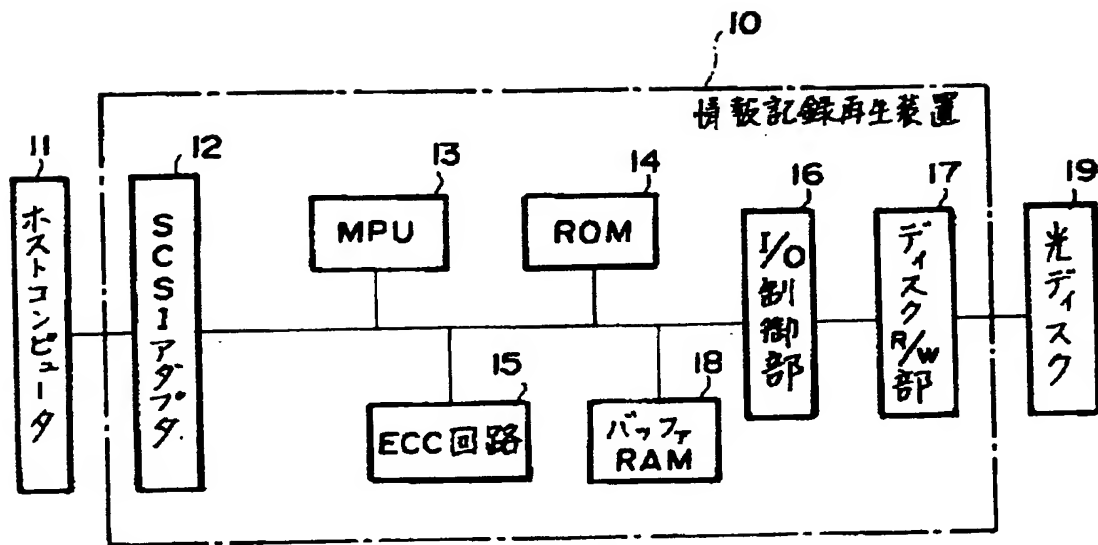 10
情報記録再生装置
11
ホストコンピュータ
12
SCSIアダプタ
13
MPU
14
ROM
15
ECC回路
18
バッファ
RAM
16
I/O制御部
17
ディスクR/W部
19
光ディスク